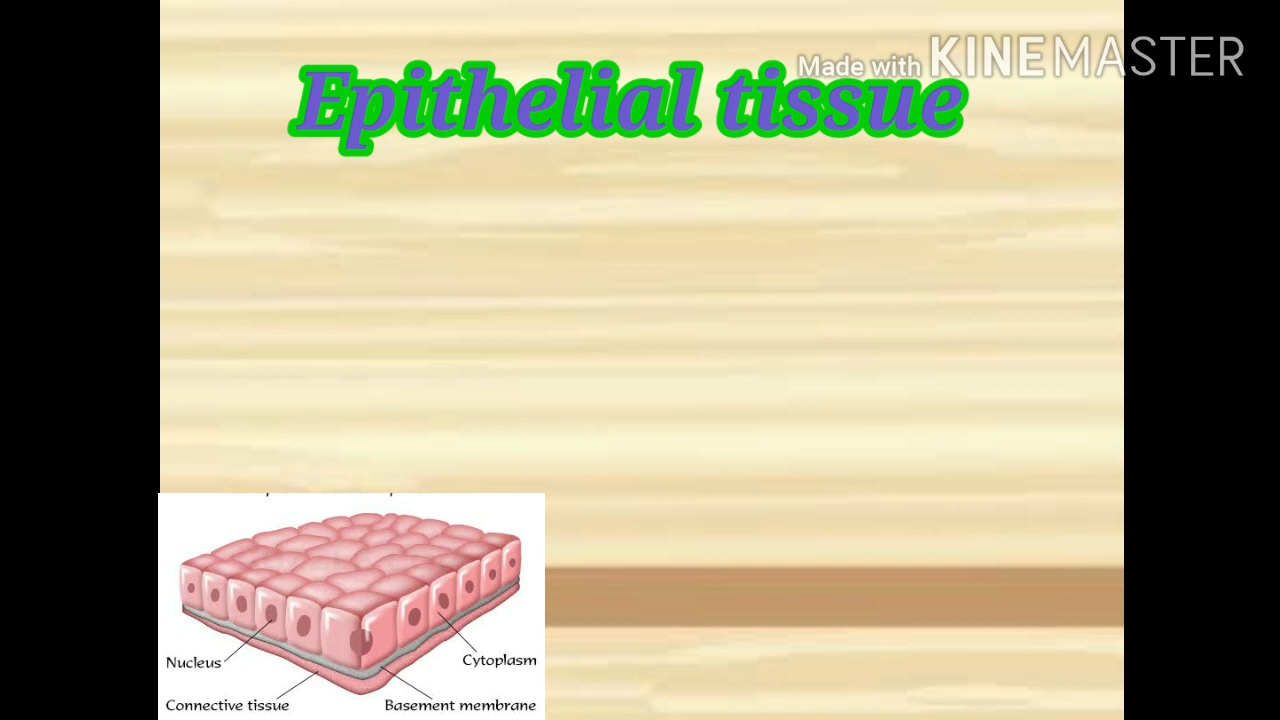 Made with KINEMASTER
Epithelial tissue
Nucleus
Cytoplasm
Connective tissue
Basement membrane